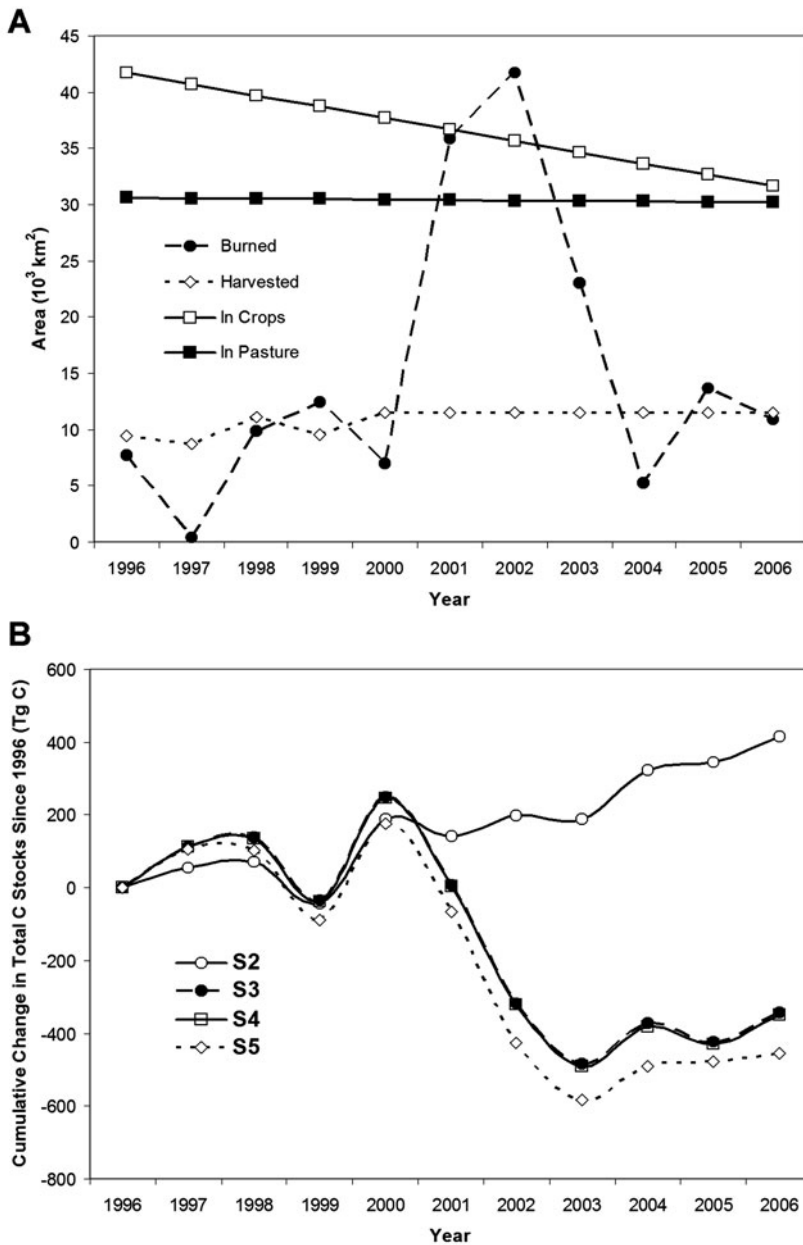 A
45
40
35
30
25
20
15
10
5
0
Area (10³ km²)
Burned
Harvested
In Crops
In Pasture
1996 1997 1998 1999 2000 2001 2002 2003 2004 2005 2006
Year
B
600
400
200
0
-200
-400
-600
-800
Cumulative Change in Total C Stocks Since 1996 (Tg C)
S2
S3
S4
S5
1996 1997 1998 1999 2000 2001 2002 2003 2004 2005 2006
Year